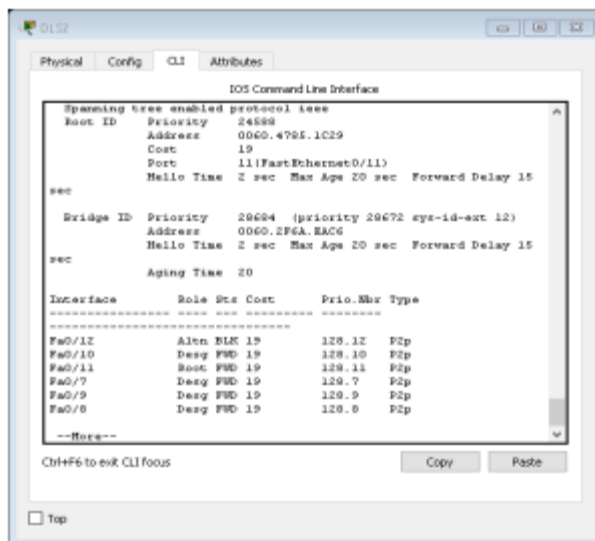 DLS2
Physical Config CLI Attributes
IOS Command Line Interface
Spanning tree enabled protocol ieee
Root ID Priority 24588
Address 0060.4785.1C29
Cost 19
Port 11(FastEthernet0/11)
Hello Time 2 sec Max Age 20 sec Forward Delay 15
sec
Bridge ID Priority 28684 (priority 28672 sys-id-ext 12)
Address 0060.2F6A.EAC6
Hello Time 2 sec Max Age 20 sec Forward Delay 15
sec
Aging Time 20
Interface Role Sts Cost Prio.Nbr Type
---------------- ---- --- --------- --------
--------------------------------
Fa0/12 Altn BLK 19 128.12 P2p
Fa0/10 Desg FWD 19 128.10 P2p
Fa0/11 Root FWD 19 128.11 P2p
Fa0/7 Desg FWD 19 128.7 P2p
Fa0/9 Desg FWD 19 128.9 P2p
Fa0/8 Desg FWD 19 128.8 P2p
--More--
Ctrl+F6 to exit CLI focus
Copy Paste
Top